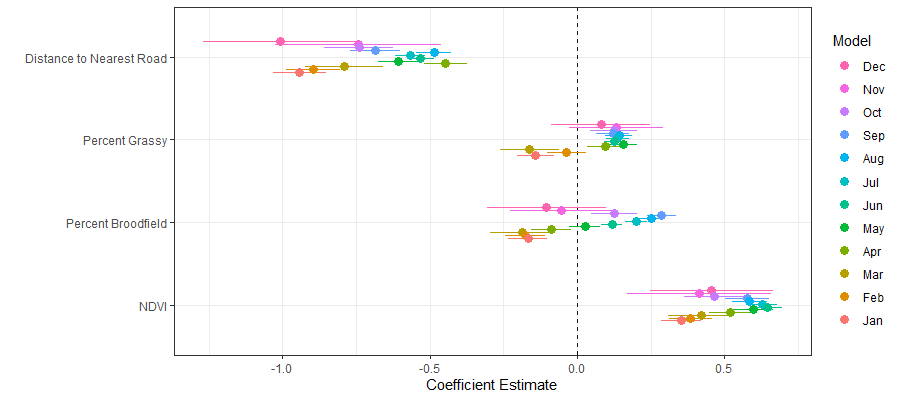 Distance to Nearest Road
Percent Grassy
Percent Broodfield
NDVI
-1.0
-0.5
0.0
0.5
Coefficient Estimate
Model
Dec
Nov
Oct
Sep
Aug
Jul
Jun
May
Apr
Mar
Feb
Jan